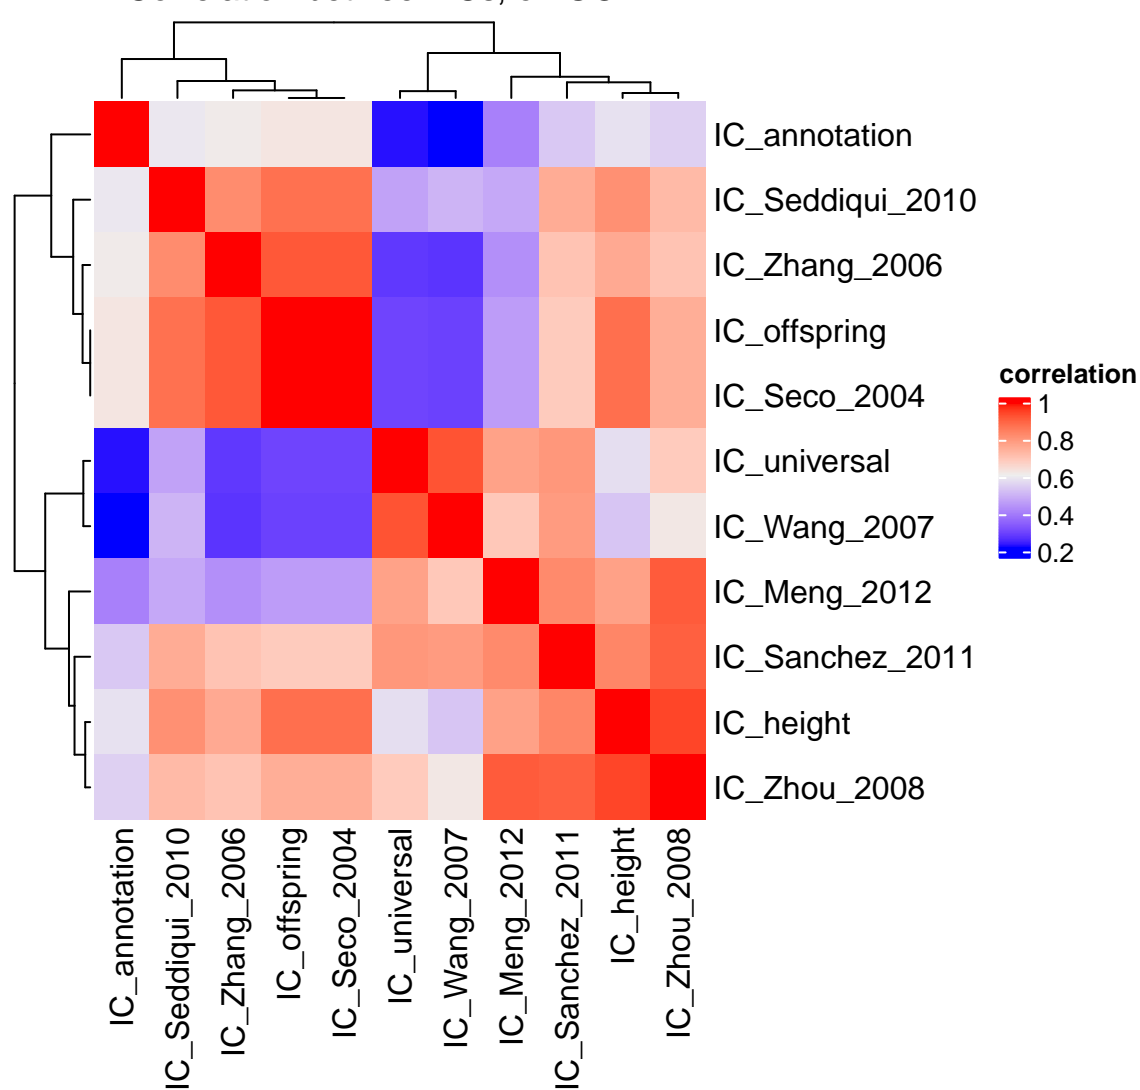 IC_annotation
IC_Seddiqui_2010
IC_Zhang_2006
IC_offspring
IC_Seco_2004
IC_universal
IC_Wang_2007
IC_Meng_2012
IC_Sanchez_2011
IC_height
IC_Zhou_2008
correlation
1
0.8
0.6
0.4
0.2
IC_annotation
IC_Seddiqui_2010
IC_Zhang_2006
IC_offspring
IC_Seco_2004
IC_universal
IC_Wang_2007
IC_Meng_2012
IC_Sanchez_2011
IC_height
IC_Zhou_2008